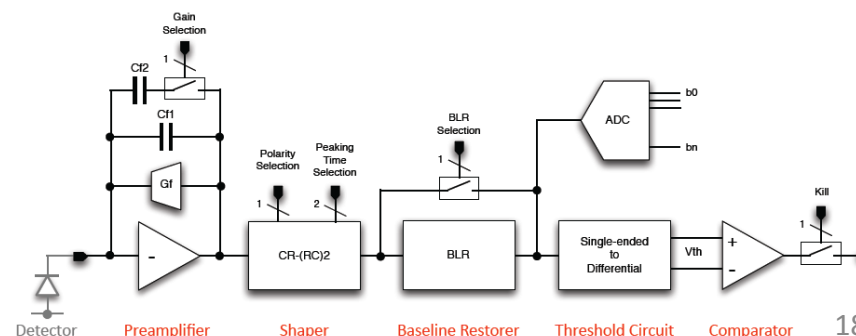 Gain
Selection
1
Cf2
Cf1
Gf
-
Polarity
Selection
1
Peaking
Time
Selection
2
CR-(RC)2
BLR
Selection
1
BLR
ADC
b0
bn
Single-ended
to
Differential
Vth
+
-
Kill
1
Detector
Preamplifier
Shaper
Baseline Restorer
Threshold Circuit
Comparator
18